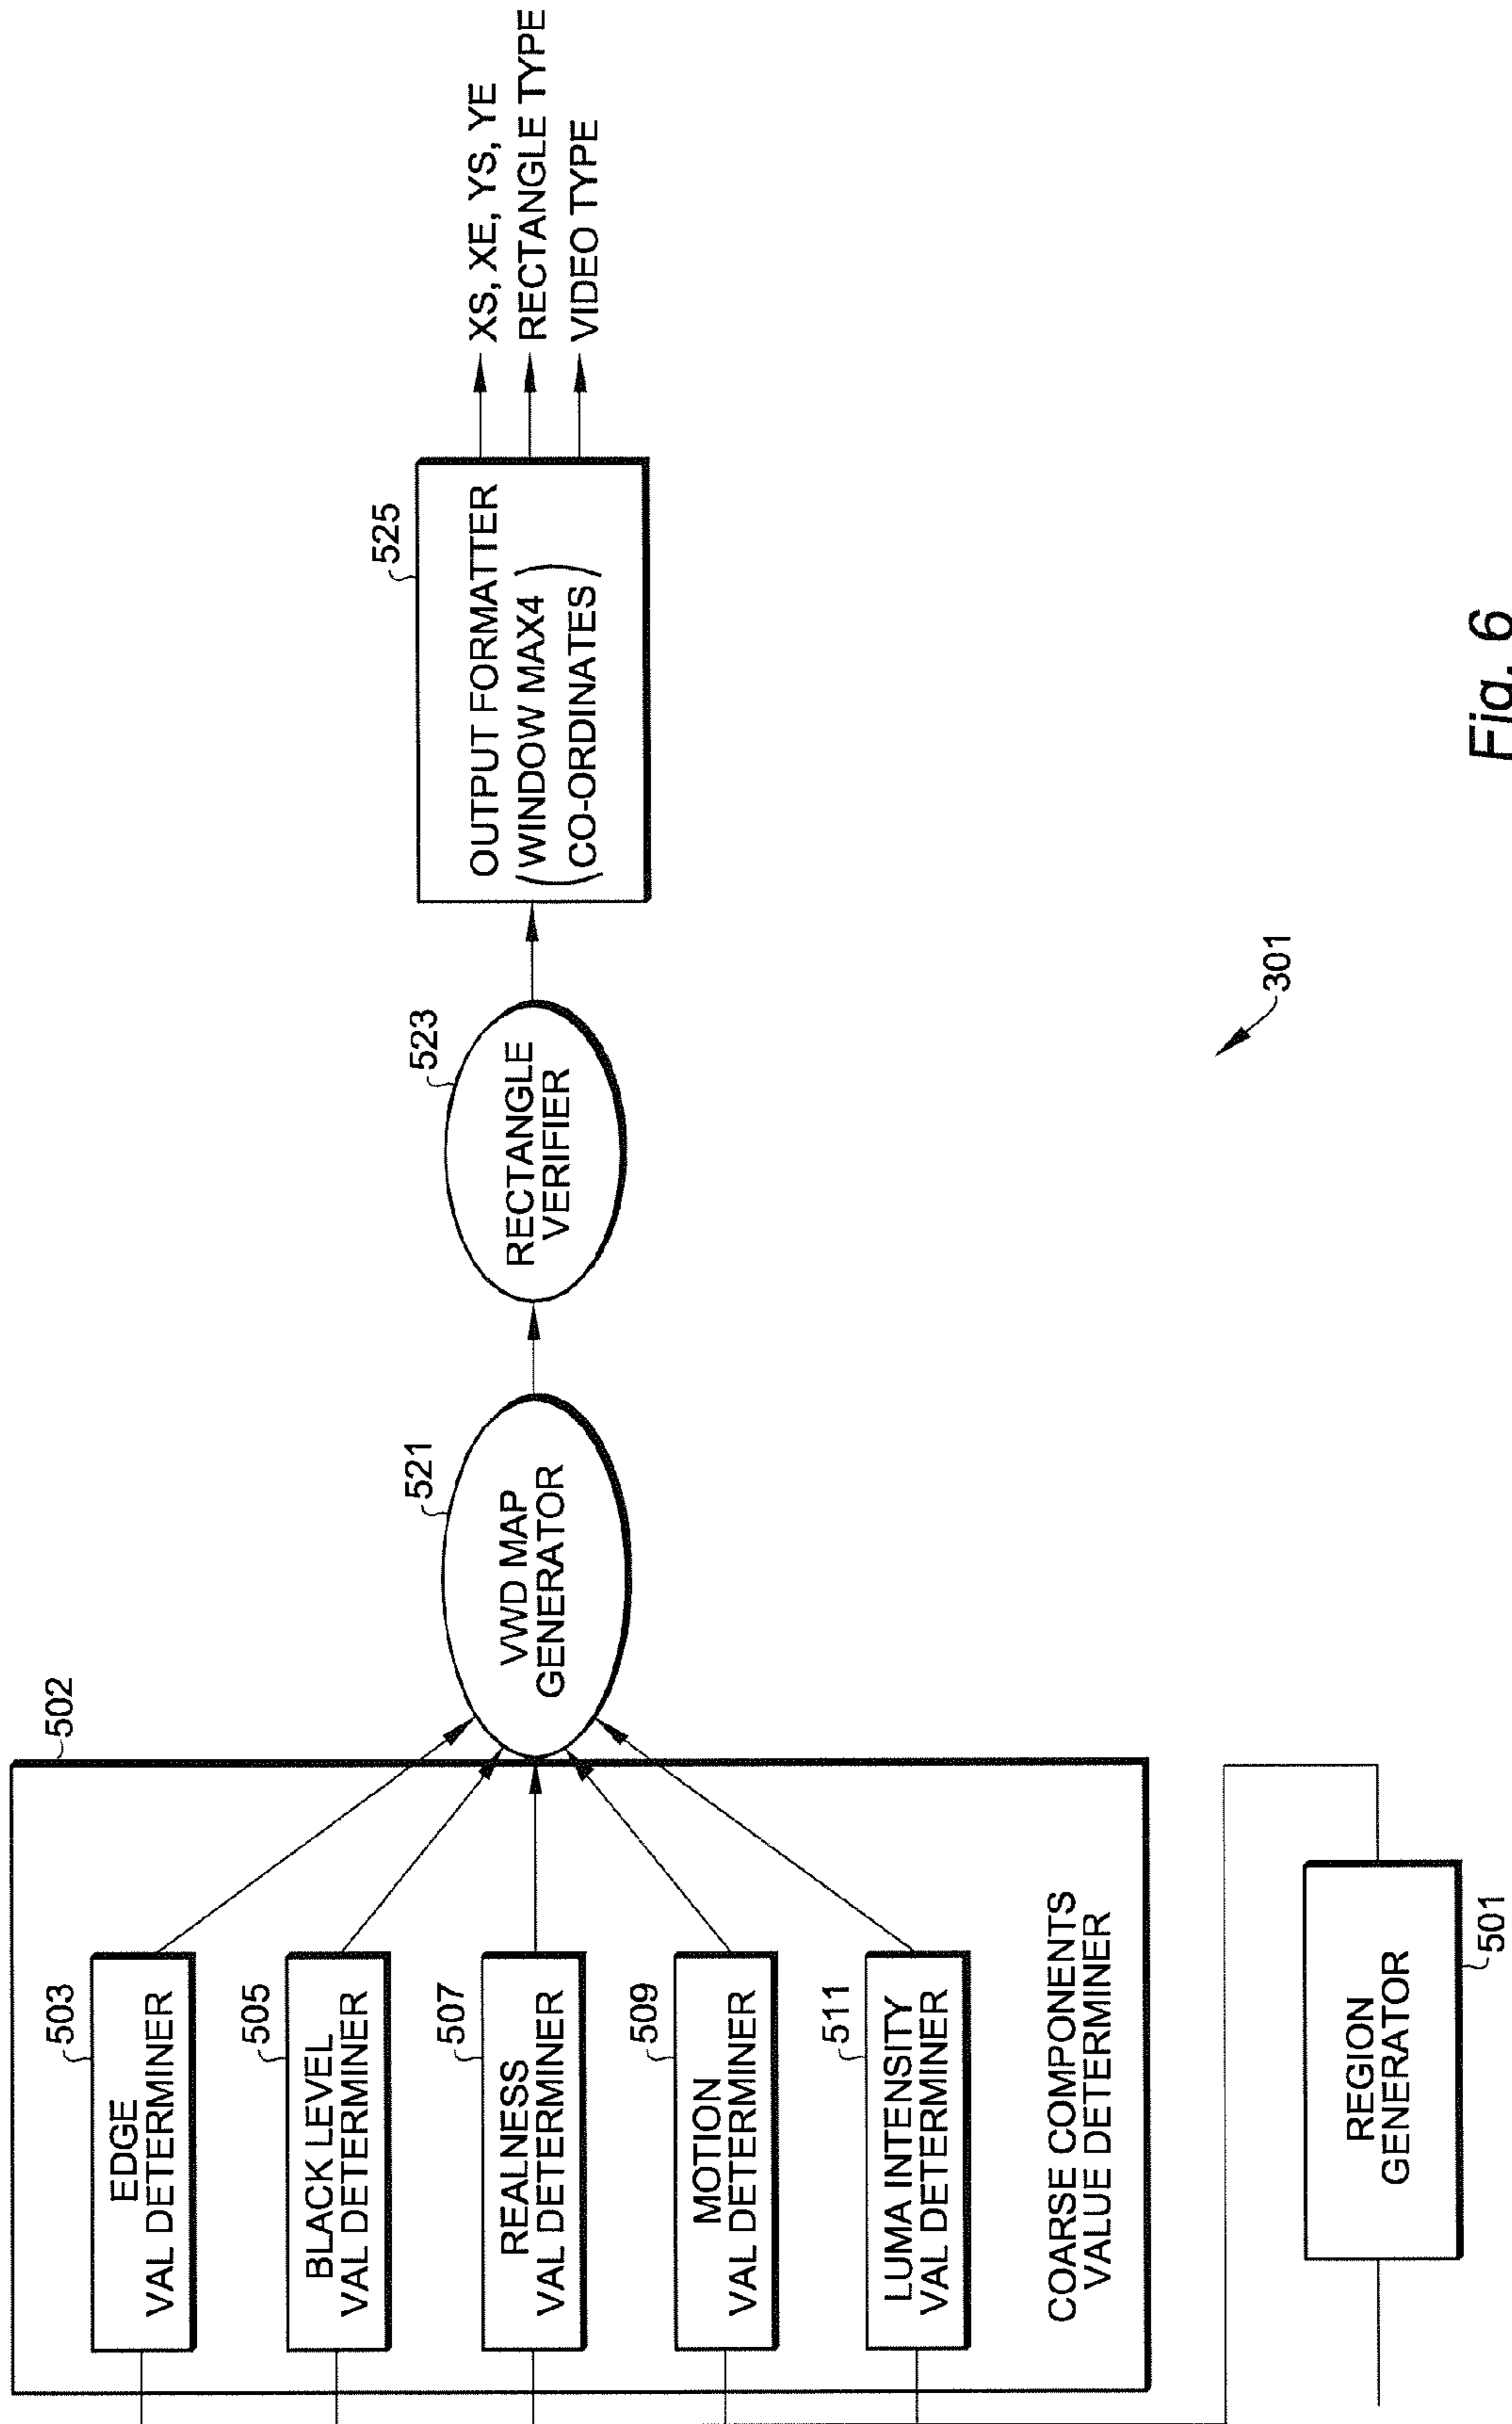 502
503
EDGE
VAL DETERMINER
505
BLACK LEVEL
VAL DETERMINER
507
REALNESS
VAL DETERMINER
509
MOTION
VAL DETERMINER
511
LUMA INTENSITY
VAL DETERMINER
COARSE COMPONENTS
VALUE DETERMINER
REGION
GENERATOR
501
521
VWD MAP
GENERATOR
523
RECTANGLE
VERIFIER
525
OUTPUT FORMATTER
(WINDOW MAX4)
(CO-ORDINATES)
XS, XE, YS, YE
RECTANGLE TYPE
VIDEO TYPE
301
Fig. 6